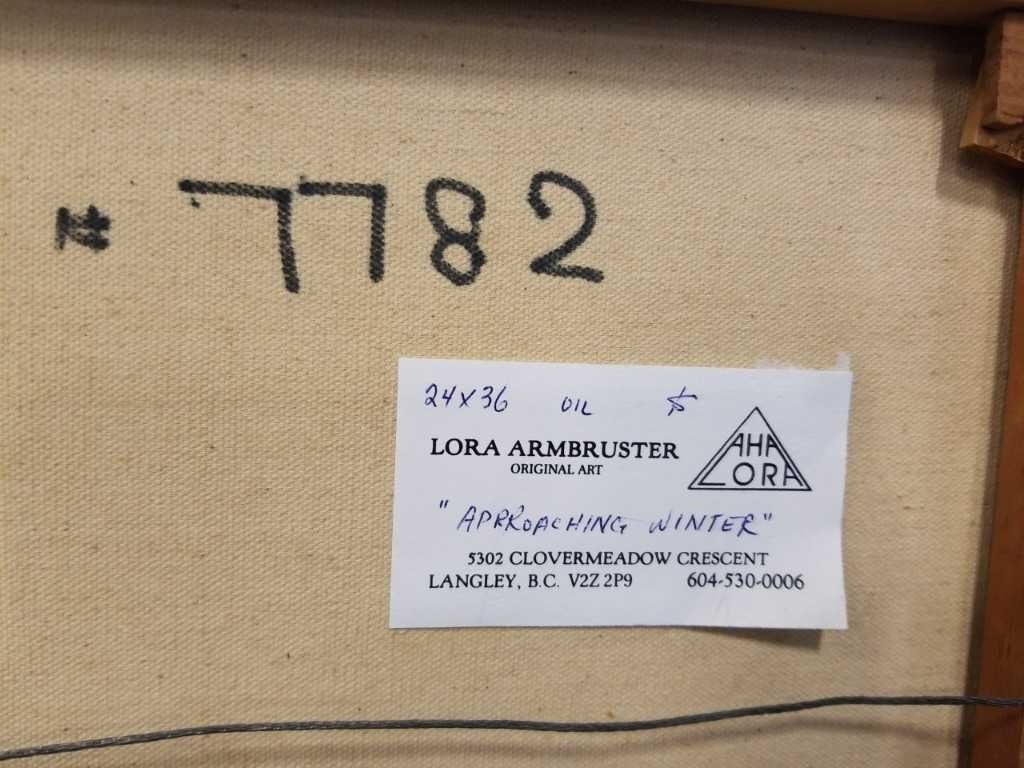 # 7782
24x36 OIL $
LORA ARMBRUSTER
ORIGINAL ART
AHA
LORA
"APPROACHING WINTER"
5302 CLOVERMEADOW CRESCENT
LANGLEY, B.C. V2Z 2P9 604-530-0006